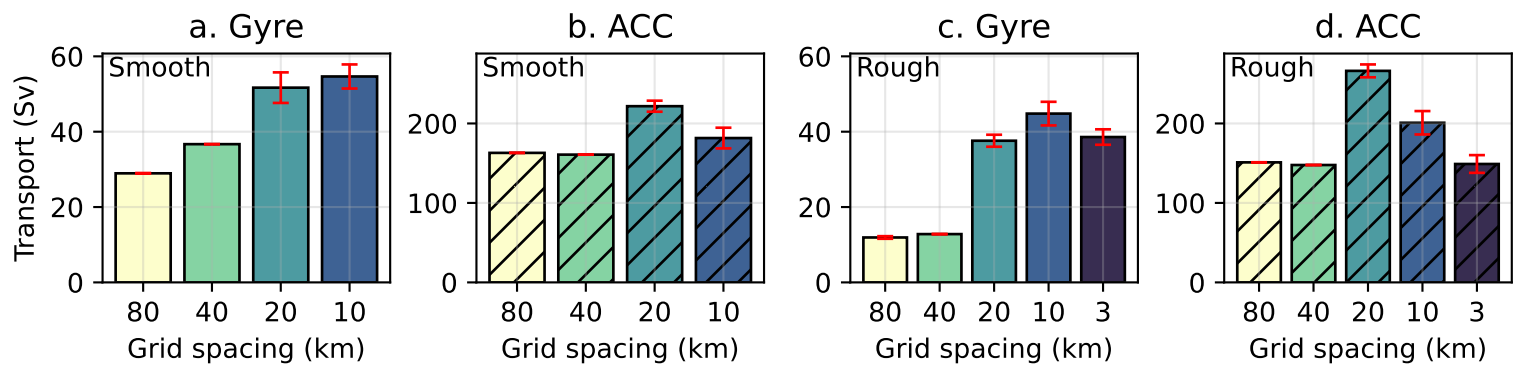 a. Gyre
Transport (Sv)
60
40
20
0
Smooth
80 40 20 10
Grid spacing (km)
b. ACC
200
100
0
Smooth
80 40 20 10
Grid spacing (km)
c. Gyre
60
40
20
0
Rough
80 40 20 10 3
Grid spacing (km)
d. ACC
200
100
0
Rough
80 40 20 10 3
Grid spacing (km)